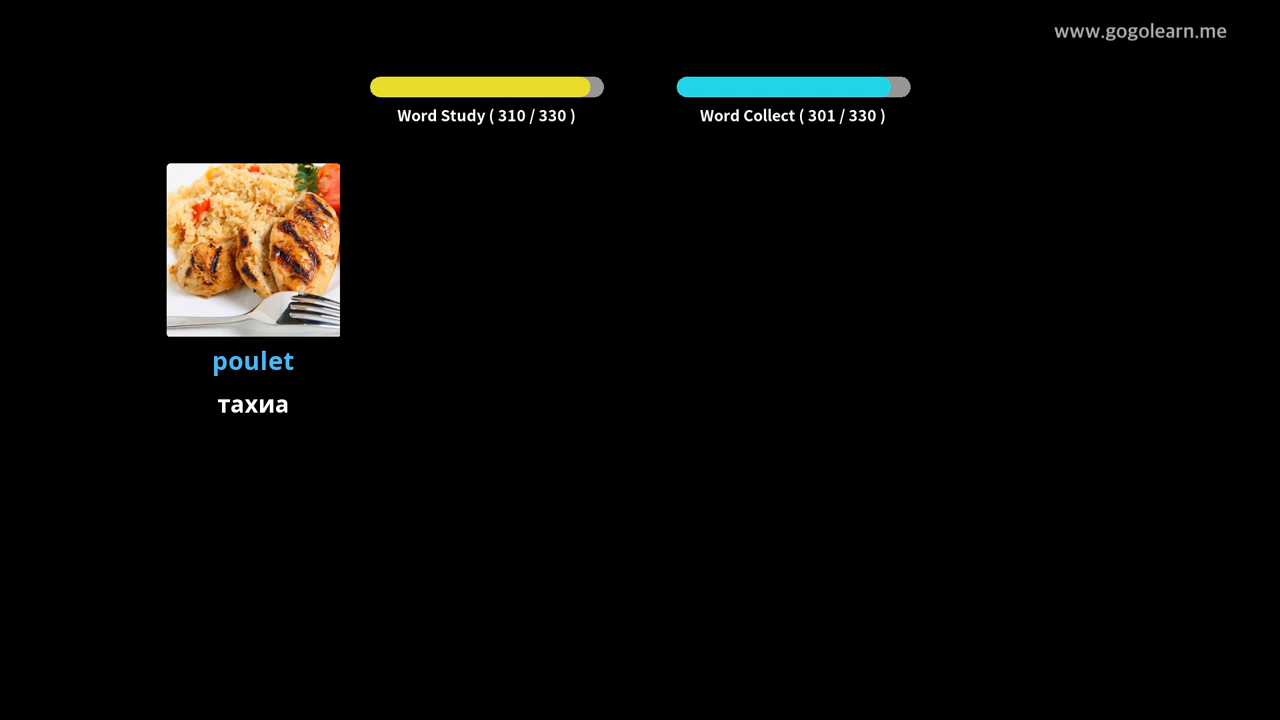 www.gogolearn.me
Word Study ( 310 / 330 )
Word Collect ( 301 / 330 )
poulet
тахиа